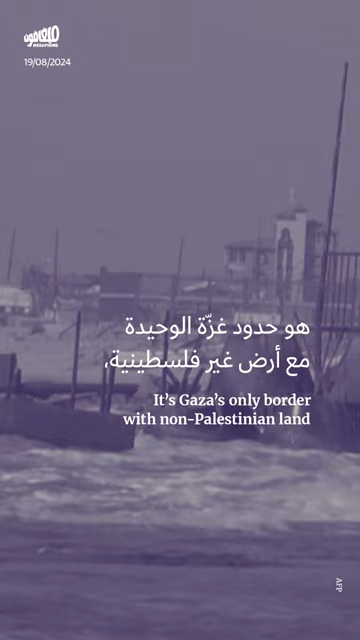 ميغافون
MEGAPHONE
19/08/2024
هو حدود غزّة الوحيدة
مع أرض غير فلسطينية،
It's Gaza's only border
with non-Palestinian land
AFP